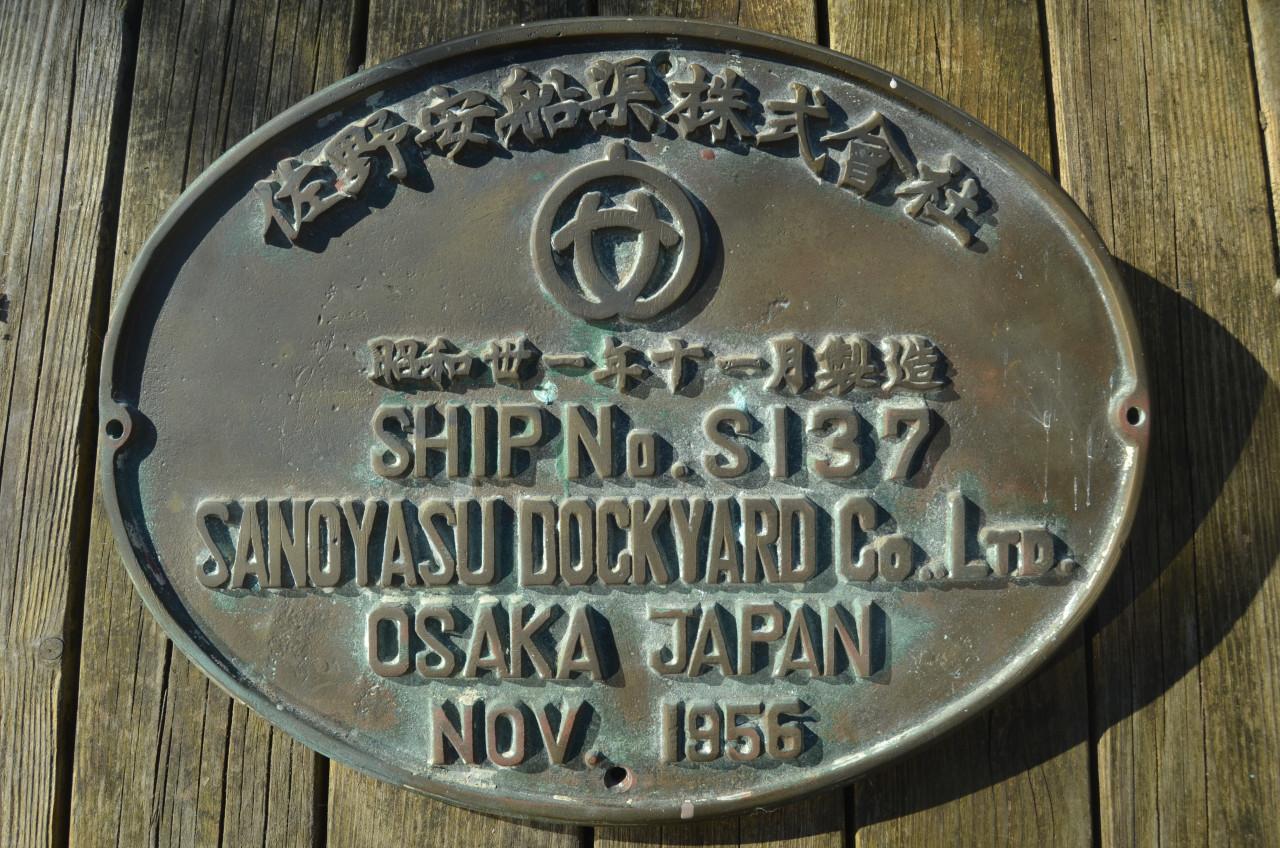 佐野安船渠株式會社
サ
昭和卅一年十一月製造
SHIP No. S137
SANOYASU DOCKYARD Co., LTD.
OSAKA JAPAN
NOV. 1956